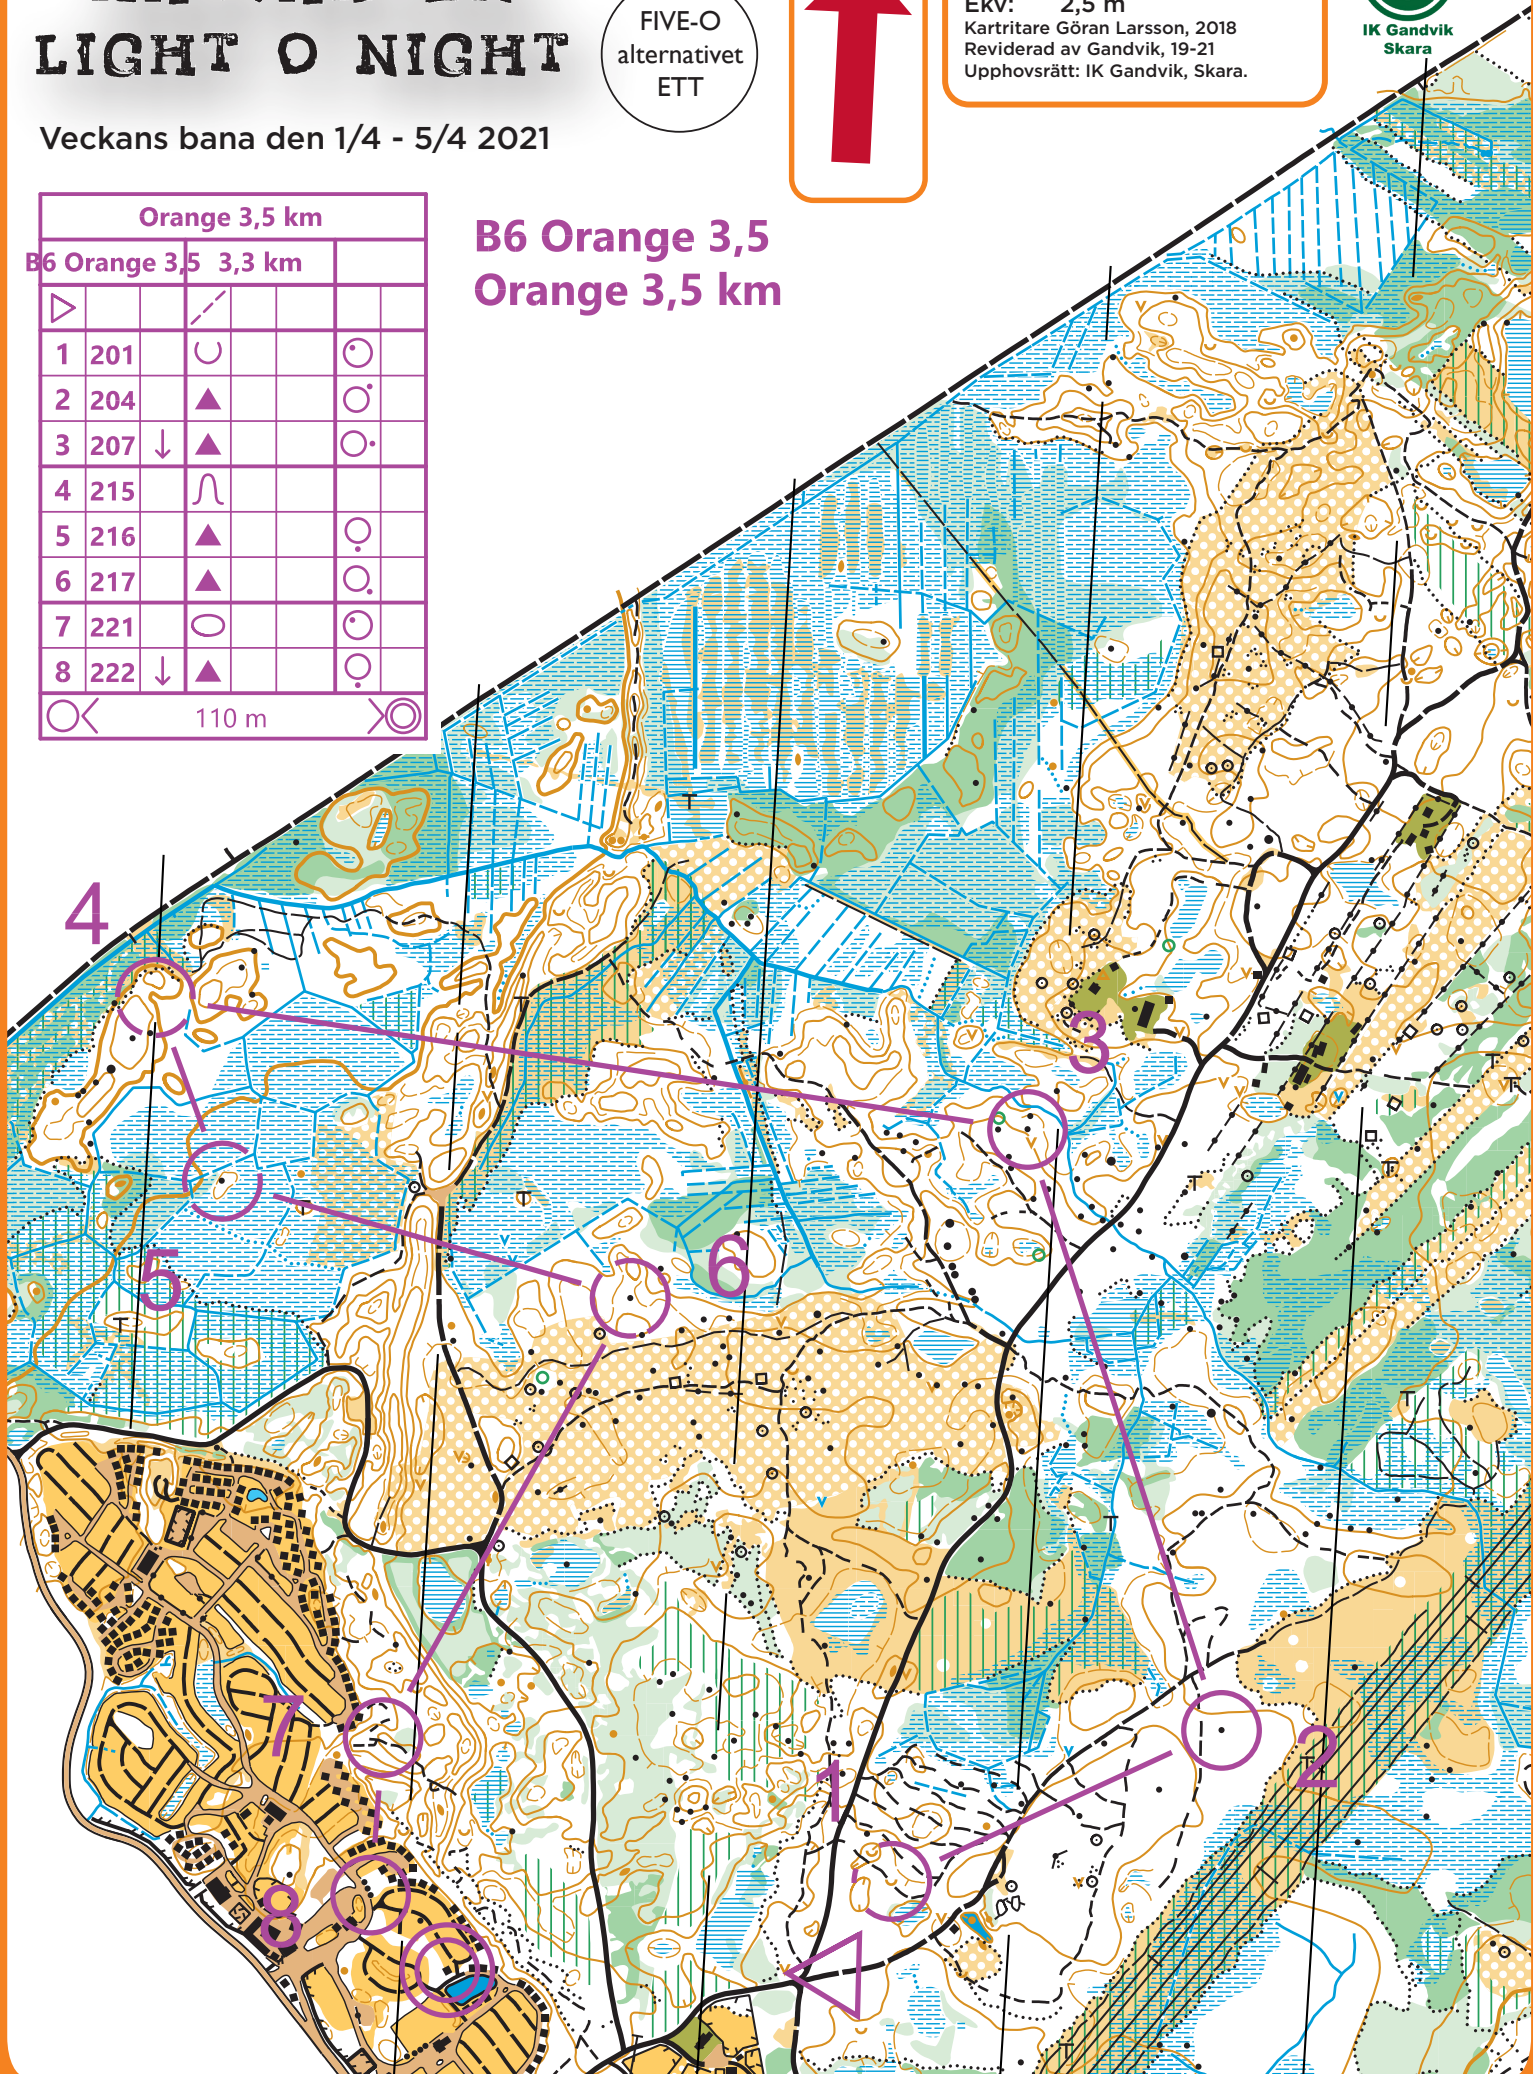 LIGHT O NIGHT
Veckans bana den 1/4 - 5/4 2021
FIVE-O
alternativet
ETT
Ekv: 2,5 m
Kartritare Göran Larsson, 2018
Reviderad av Gandvik, 19-21
Upphovsrätt: IK Gandvik, Skara.
IK Gandvik
Skara
Orange 3,5 km
B6 Orange 3,5 3,3 km
1 201
2 204
3 207
4 215
5 216
6 217
7 221
8 222
110 m
B6 Orange 3,5
Orange 3,5 km
4
3
5
6
7
1
2
8